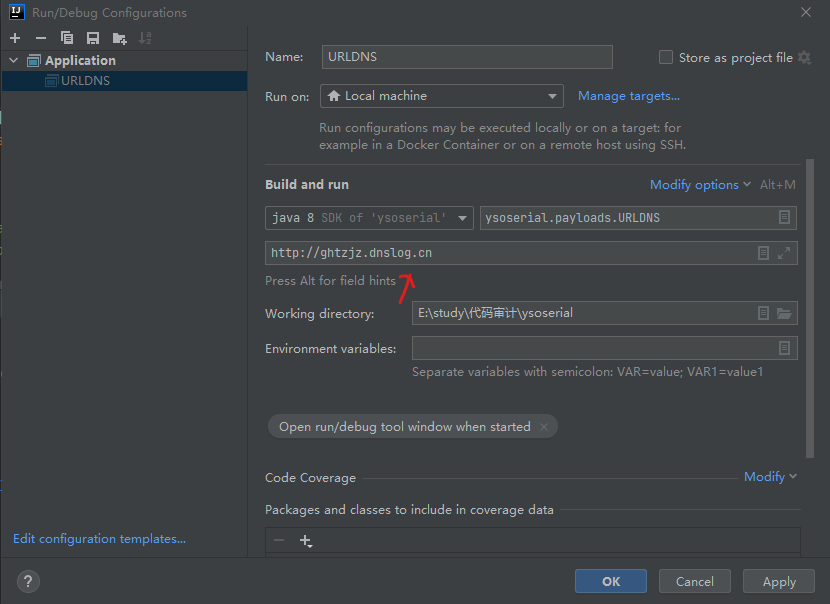 Run/Debug Configurations
Application
URLDNS
Edit configuration templates...
Name: URLDNS Store as project file
Run on: Local machine Manage targets...
Run configurations may be executed locally or on a target: for
example in a Docker Container or on a remote host using SSH.
Build and run Modify options Alt+M
java 8 SDK of 'ysoserial' ysoserial.payloads.URLDNS
http://ghtzjz.dnslog.cn
Press Alt for field hints
Working directory: E:\study\代码审计\ysoserial
Environment variables:
Separate variables with semicolon: VAR=value; VAR1=value1
Open run/debug tool window when started
Code Coverage Modify
Packages and classes to include in coverage data
? OK Cancel Apply